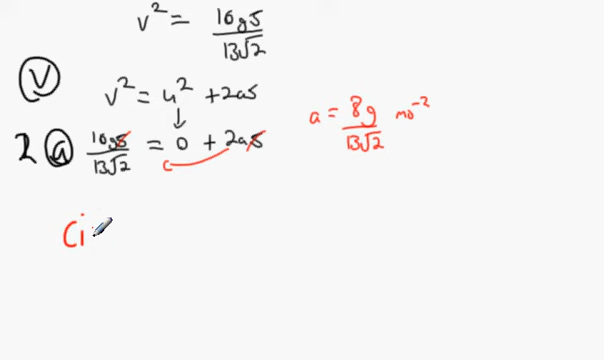 v² = 16gs / 13√2
(v) v² = u² + 2as
↓
2 (a) 16gs / 13√2 = 0 + 2as
a = 8g / 13√2 ms⁻²
Ci